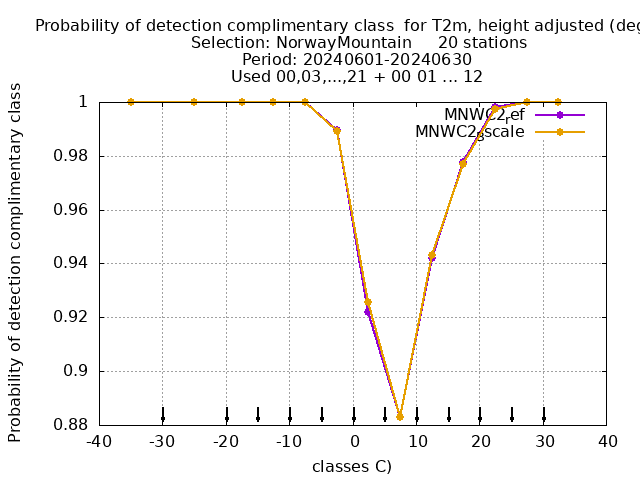 Probability of detection complimentary class  for T2m, height adjusted (deg
Selection: NorwayMountain     20 stations
Period: 20240601-20240630
Used 00,03,...,21 + 00 01 ... 12
Probability of detection complimentary class
1
0.98
0.96
0.94
0.92
0.9
0.88
MNWC2ref
MNWC2gscale
-40 -30 -20 -10 0 10 20 30 40
classes C)